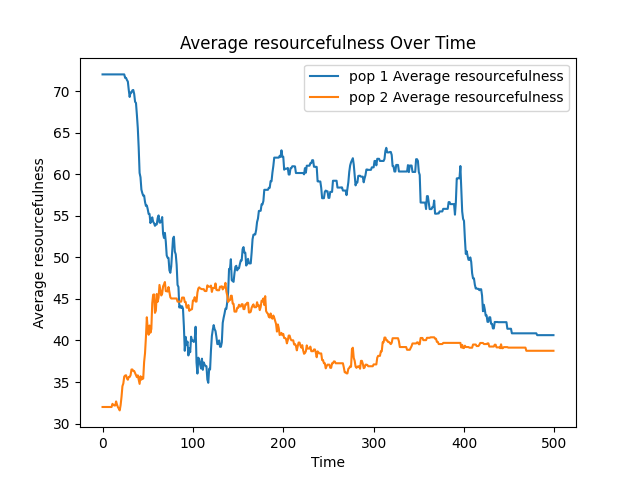 Average resourcefulness Over Time
pop 1 Average resourcefulness
pop 2 Average resourcefulness
Average resourcefulness
70
65
60
55
50
45
40
35
30
0 100 200 300 400 500
Time